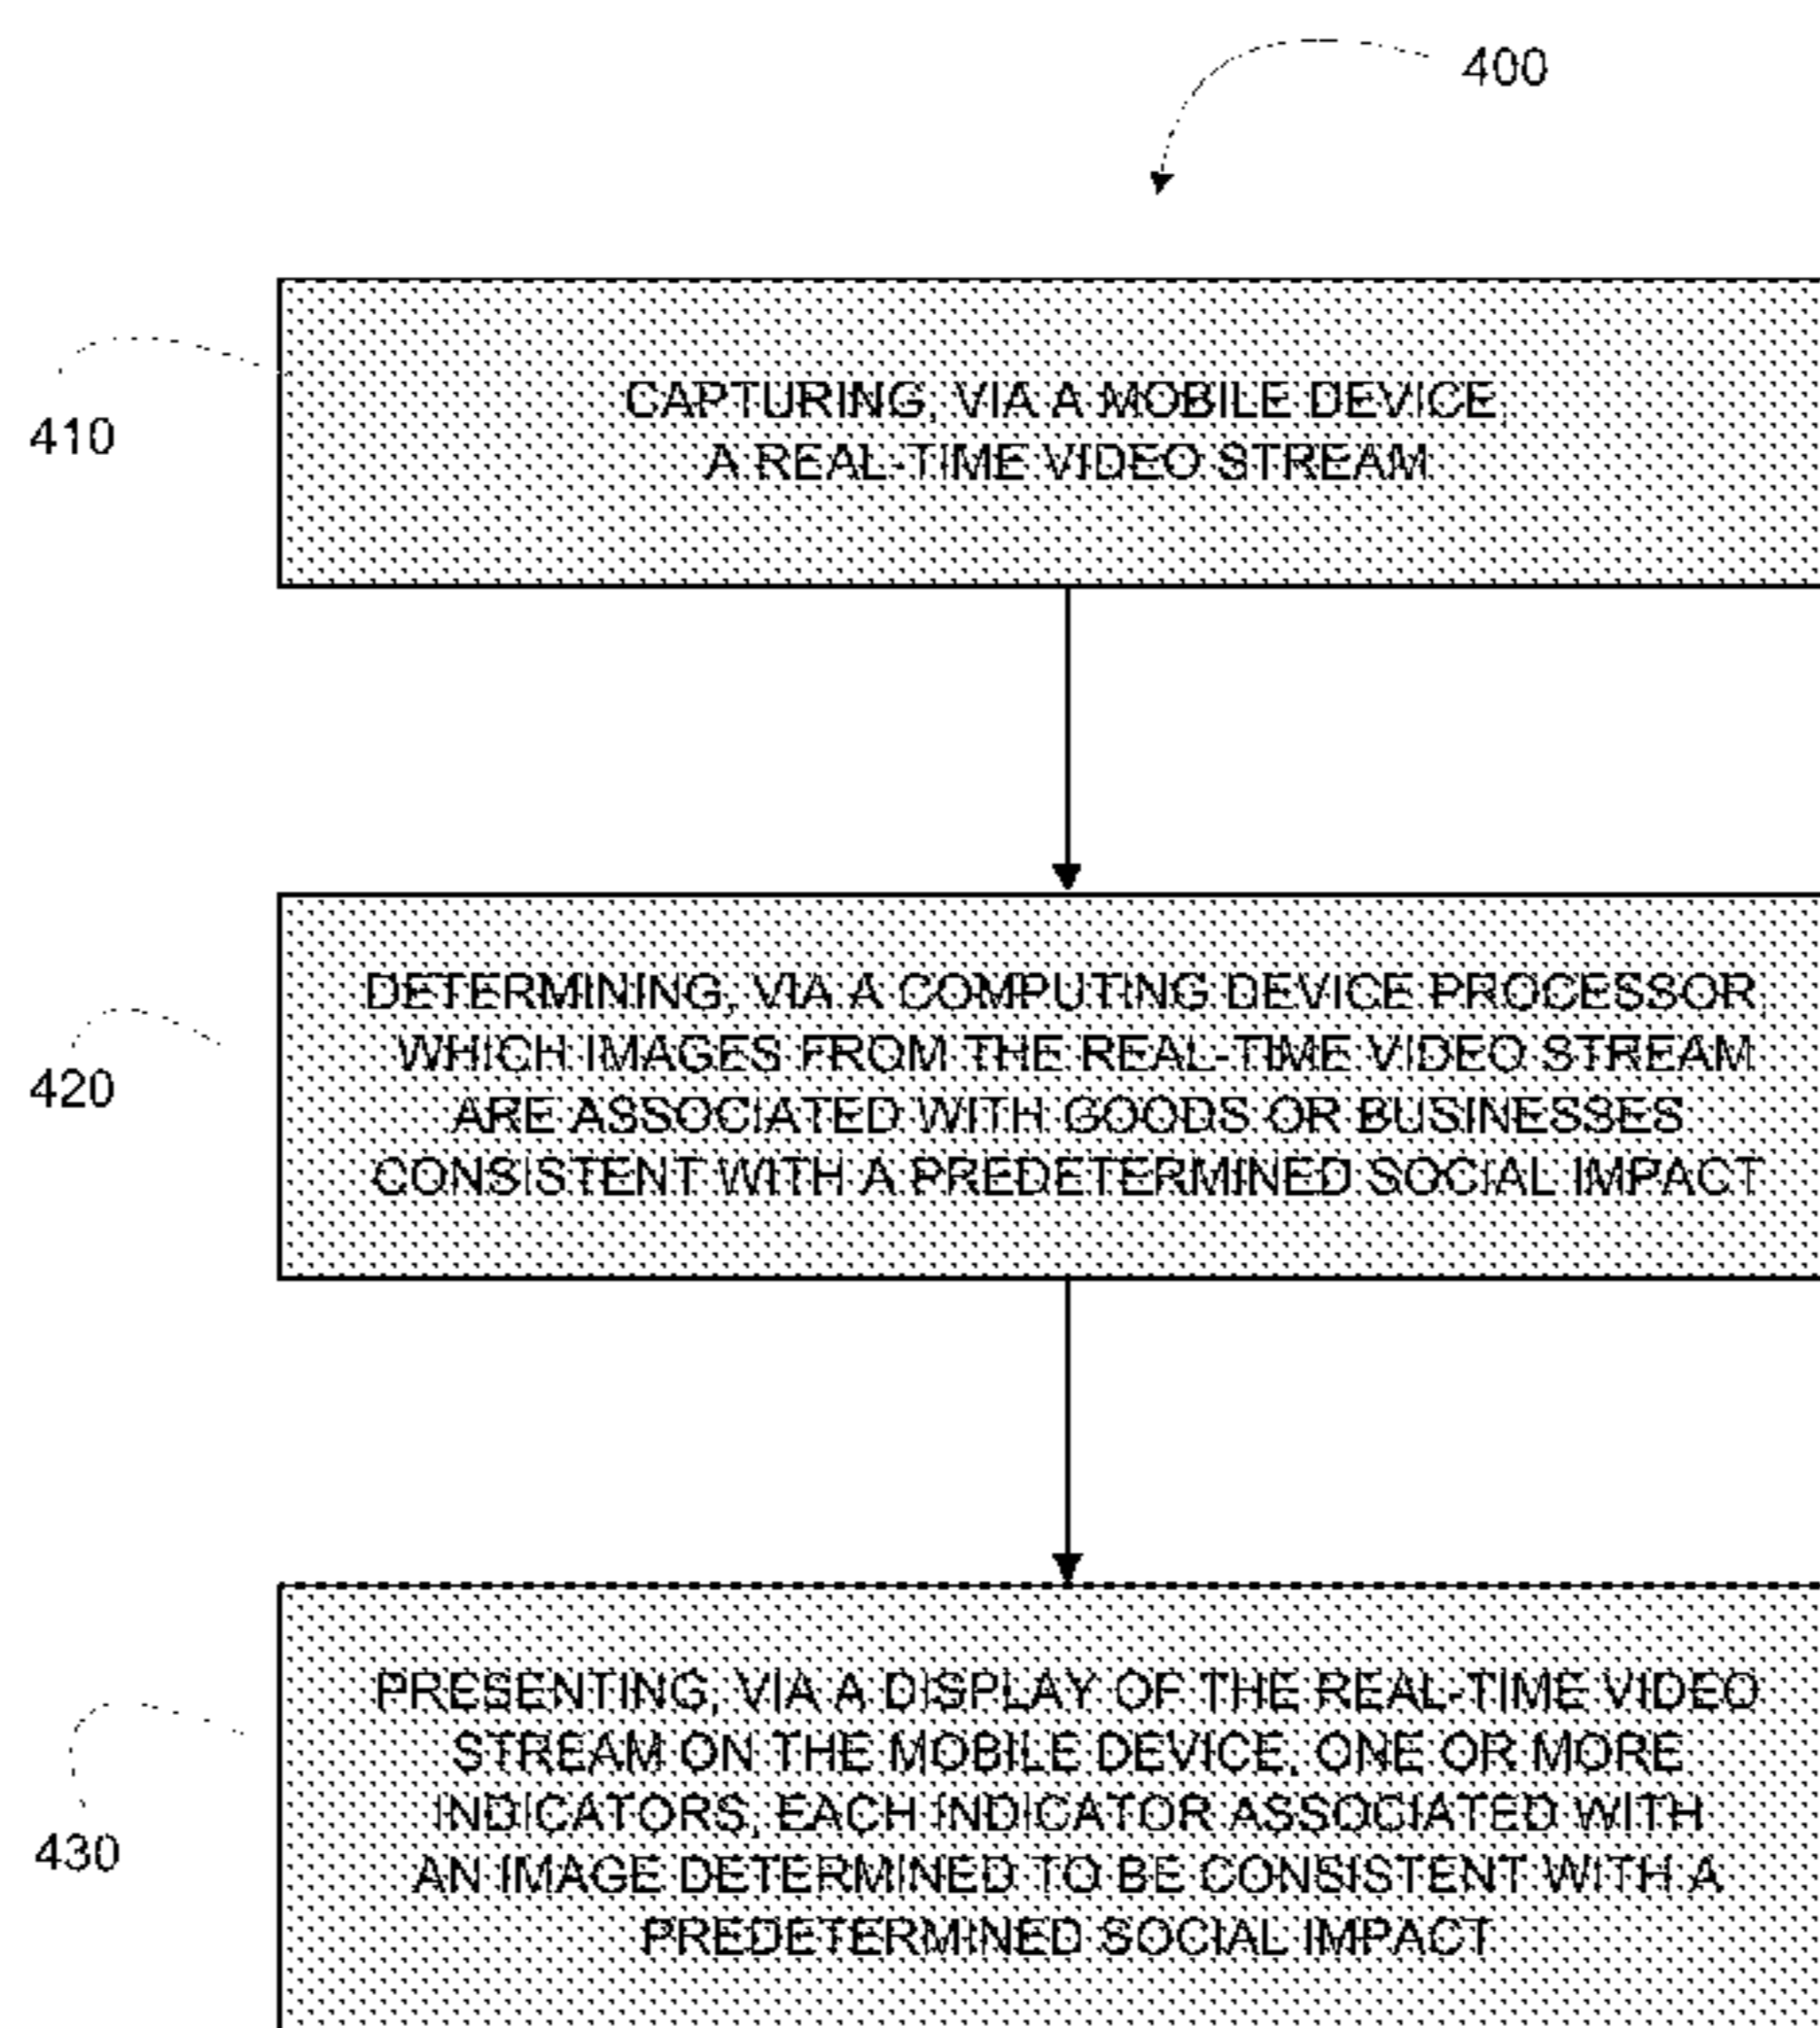 400
410
CAPTURING, VIA A MOBILE DEVICE,
A REAL-TIME VIDEO STREAM
420
DETERMINING, VIA A COMPUTING DEVICE PROCESSOR,
WHICH IMAGES FROM THE REAL-TIME VIDEO STREAM
ARE ASSOCIATED WITH GOODS OR BUSINESSES
CONSISTENT WITH A PREDETERMINED SOCIAL IMPACT
430
PRESENTING, VIA A DISPLAY OF THE REAL-TIME VIDEO
STREAM ON THE MOBILE DEVICE, ONE OR MORE
INDICATORS, EACH INDICATOR ASSOCIATED WITH
AN IMAGE DETERMINED TO BE CONSISTENT WITH A
PREDETERMINED SOCIAL IMPACT